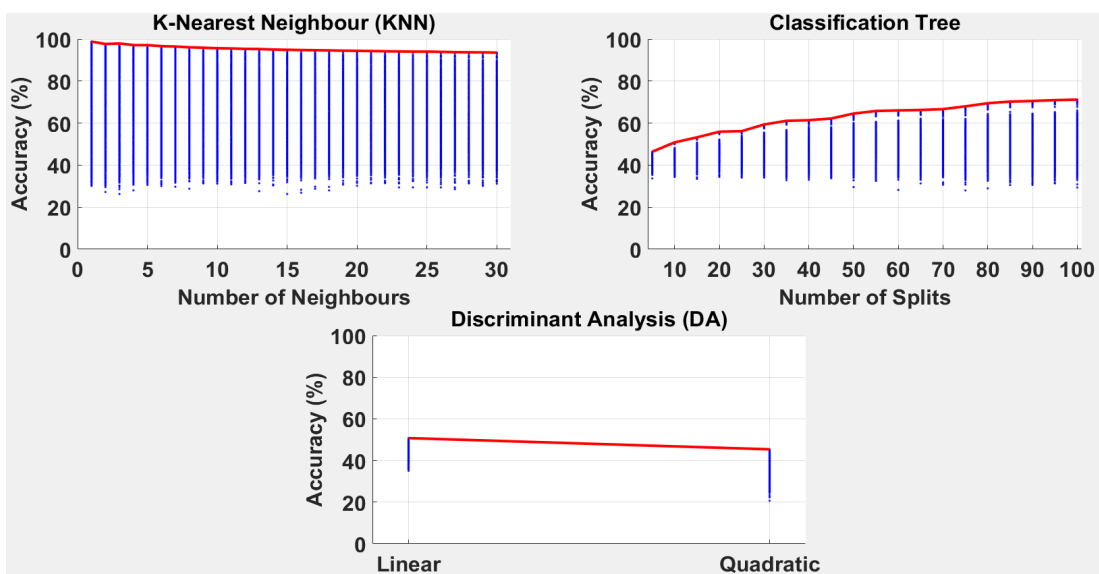 K-Nearest Neighbour (KNN)
Accuracy (%)
100
80
60
40
20
0
0 5 10 15 20 25 30
Number of Neighbours
Classification Tree
Accuracy (%)
100
80
60
40
20
0
10 20 30 40 50 60 70 80 90 100
Number of Splits
Discriminant Analysis (DA)
Accuracy (%)
100
80
60
40
20
0
Linear Quadratic